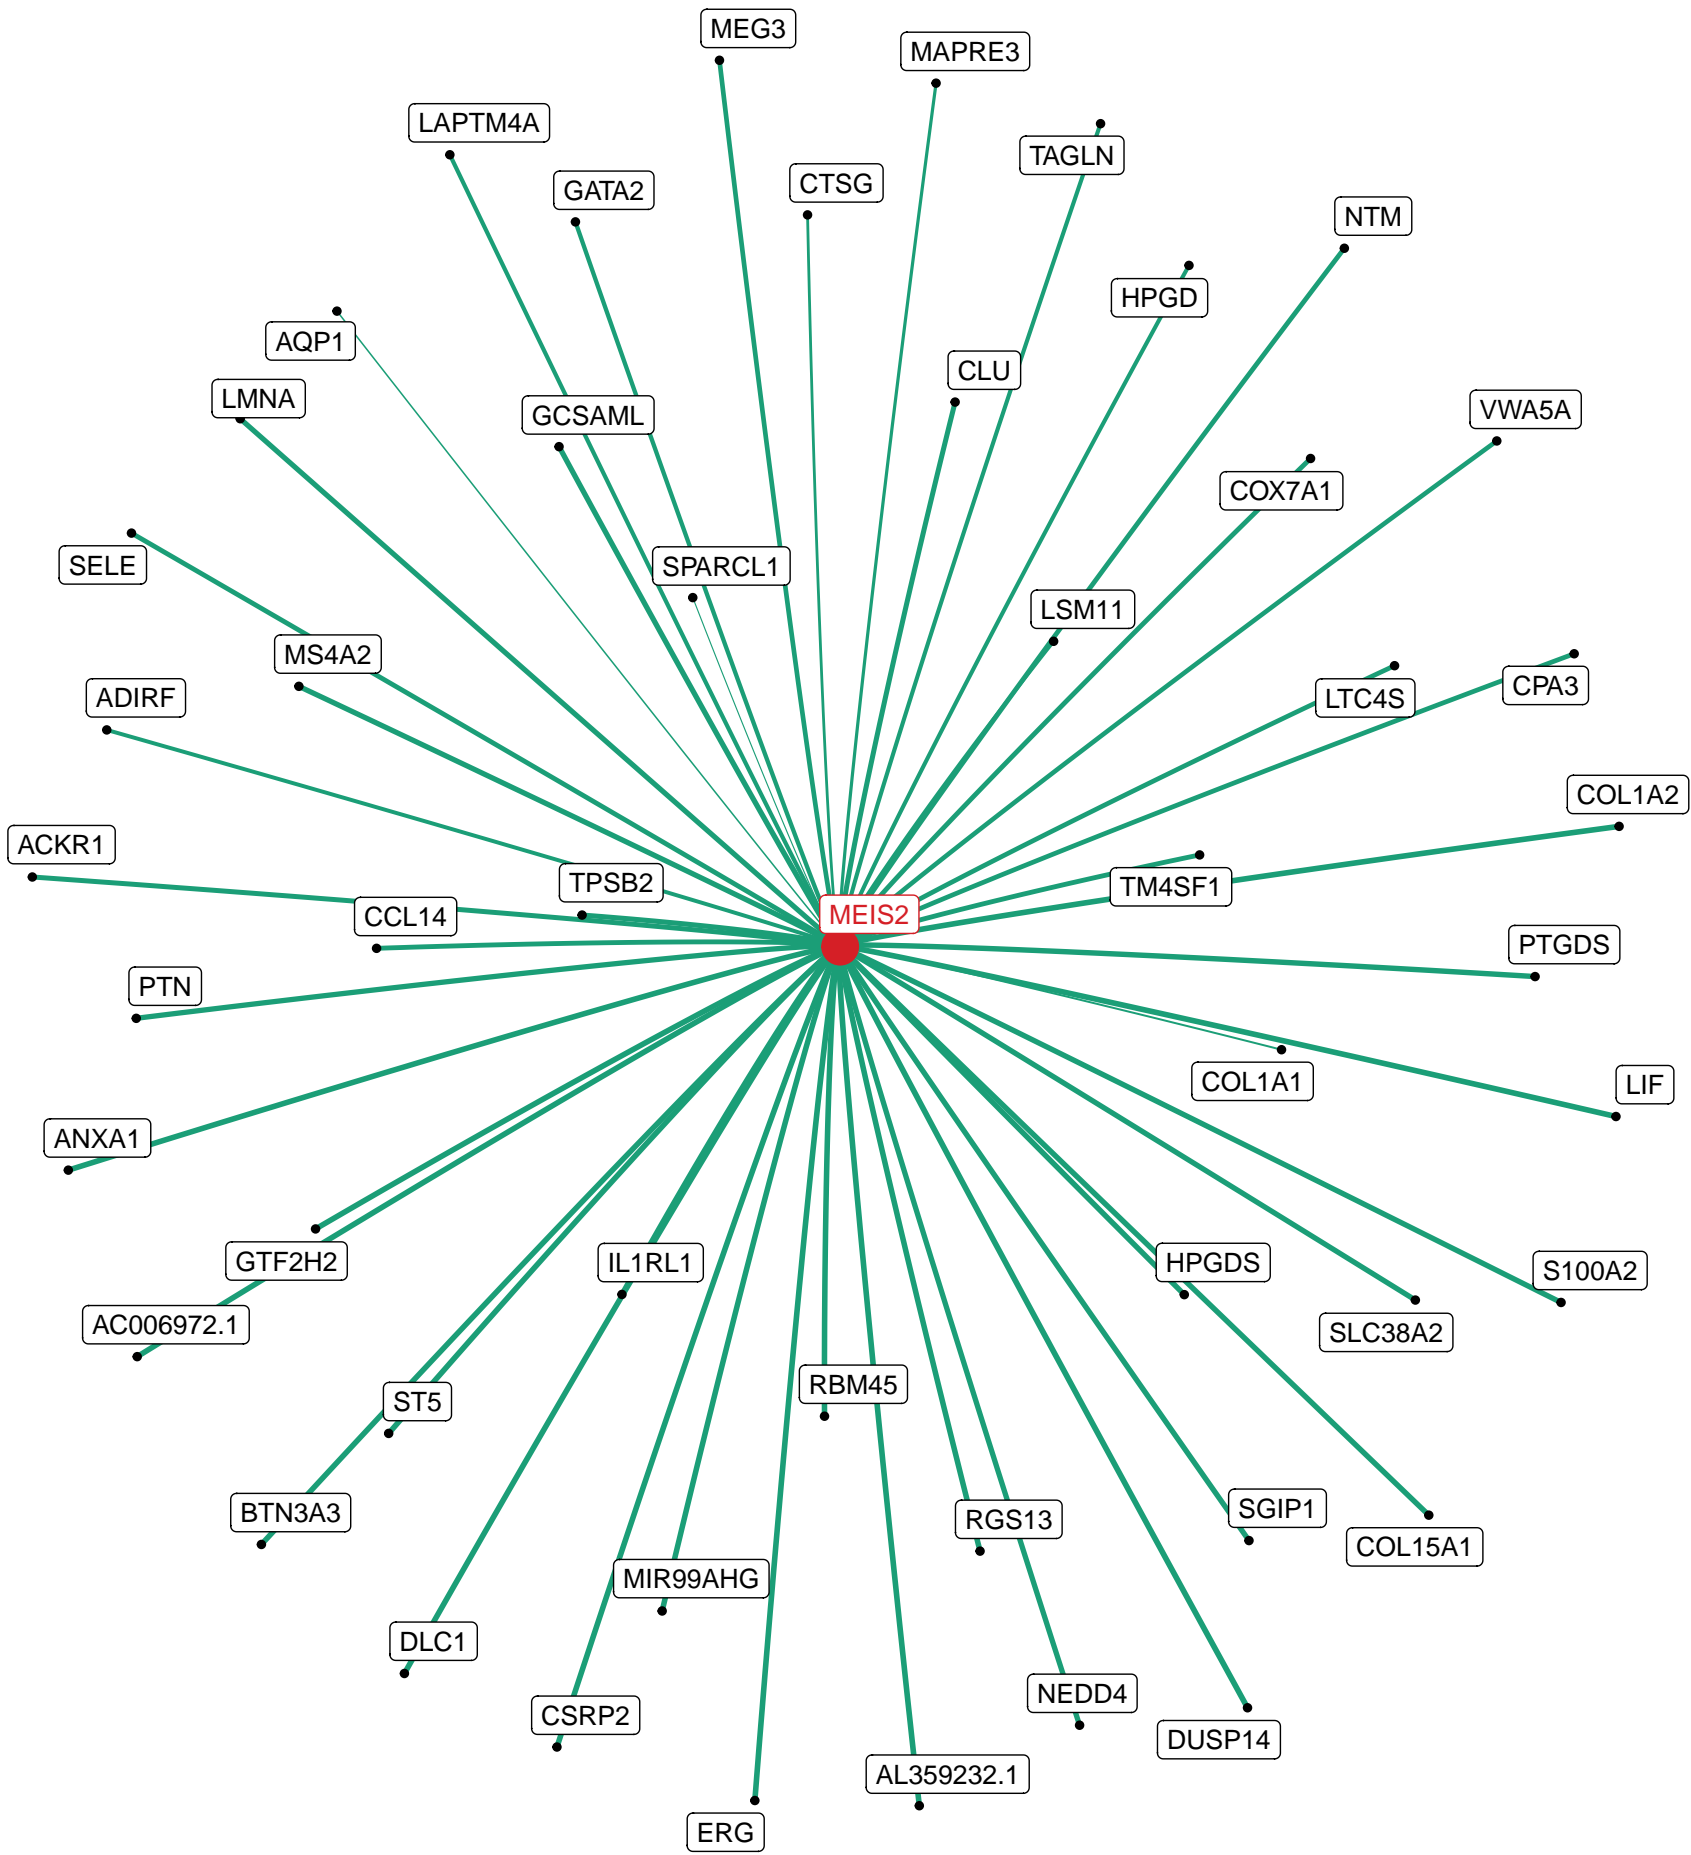 MEG3
MAPRE3
LAPTM4A
TAGLN
CTSG
GATA2
NTM
HPGD
AQP1
CLU
LMNA
VWA5A
GCSAML
COX7A1
SELE
SPARCL1
LSM11
MS4A2
CPA3
ADIRF
LTC4S
COL1A2
ACKR1
TPSB2
TM4SF1
MEIS2
CCL14
PTGDS
PTN
COL1A1
LIF
ANXA1
GTF2H2
IL1RL1
HPGDS
S100A2
AC006972.1
SLC38A2
RBM45
ST5
SGIP1
BTN3A3
RGS13
COL15A1
MIR99AHG
DLC1
NEDD4
CSRP2
DUSP14
AL359232.1
ERG